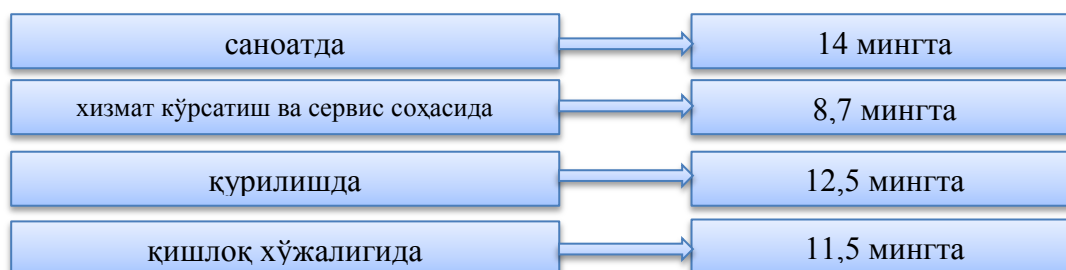 саноатда
14 мингта
хизмат кўрсатиш ва сервис соҳасида
8,7 мингта
қурилишда
12,5 мингта
қишлоқ хўжалигида
11,5 мингта